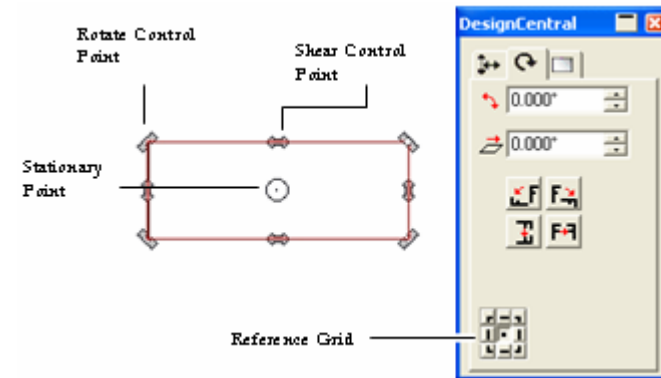 DesignCentral
Rotate Control
Point
Shear Control
Point
0.000°
0.000°
Stationary
Point
Reference Grid